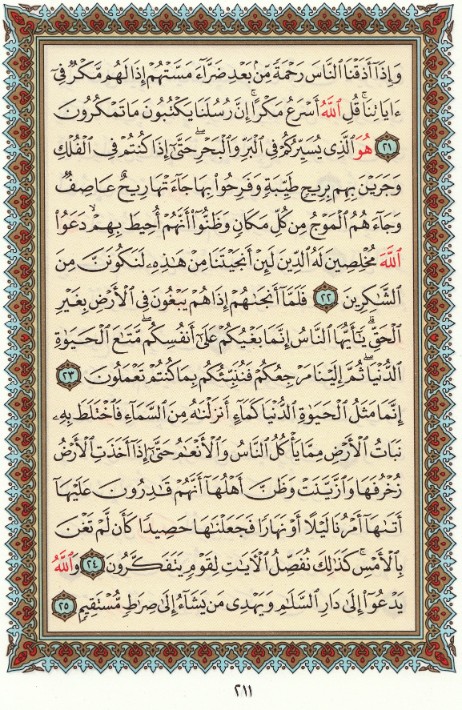 وَإِذَآ أَذَقْنَا ٱلنَّاسَ رَحْمَةً مِّنۢ بَعْدِ ضَرَّآءَ مَسَّتْهُمْ إِذَا لَهُم مَّكْرٌ فِىٓ
ءَايَاتِنَا ۚ قُلِ ٱللَّهُ أَسْرَعُ مَكْرًا ۚ إِنَّ رُسُلَنَا يَكْتُبُونَ مَا تَمْكُرُونَ
٢١ هُوَ ٱلَّذِى يُسَيِّرُكُمْ فِى ٱلْبَرِّ وَٱلْبَحْرِ ۖ حَتَّىٰٓ إِذَا كُنتُمْ فِى ٱلْفُلْكِ
وَجَرَيْنَ بِهِم بِرِيحٍ طَيِّبَةٍ وَفَرِحُوا۟ بِهَا جَآءَتْهَا رِيحٌ عَاصِفٌ
وَجَآءَهُمُ ٱلْمَوْجُ مِن كُلِّ مَكَانٍ وَظَنُّوٓا۟ أَنَّهُمْ أُحِيطَ بِهِمْ ۙ دَعَوُا۟
ٱللَّهَ مُخْلِصِينَ لَهُ ٱلدِّينَ لَئِنْ أَنجَيْتَنَا مِنْ هَٰذِهِۦ لَنَكُونَنَّ مِنَ
ٱلشَّٰكِرِينَ ٢٢ فَلَمَّآ أَنجَىٰهُمْ إِذَا هُمْ يَبْغُونَ فِى ٱلْأَرْضِ بِغَيْرِ
ٱلْحَقِّ ۗ يَٰٓأَيُّهَا ٱلنَّاسُ إِنَّمَا بَغْيُكُمْ عَلَىٰٓ أَنفُسِكُم ۖ مَّتَٰعَ ٱلْحَيَوٰةِ
ٱلدُّنْيَا ۖ ثُمَّ إِلَيْنَا مَرْجِعُكُمْ فَنُنَبِّئُكُم بِمَا كُنتُمْ تَعْمَلُونَ ٢٣
إِنَّمَا مَثَلُ ٱلْحَيَوٰةِ ٱلدُّنْيَا كَمَآءٍ أَنزَلْنَٰهُ مِنَ ٱلسَّمَآءِ فَٱخْتَلَطَ بِهِۦ
نَبَاتُ ٱلْأَرْضِ مِمَّا يَأْكُلُ ٱلنَّاسُ وَٱلْأَنْعَٰمُ حَتَّىٰٓ إِذَآ أَخَذَتِ ٱلْأَرْضُ
زُخْرُفَهَا وَٱزَّيَّنَتْ وَظَنَّ أَهْلُهَآ أَنَّهُمْ قَٰدِرُونَ عَلَيْهَآ
أَتَىٰهَآ أَمْرُنَا لَيْلًا أَوْ نَهَارًا فَجَعَلْنَٰهَا حَصِيدًا كَأَن لَّمْ تَغْنَ
بِٱلْأَمْسِ ۚ كَذَٰلِكَ نُفَصِّلُ ٱلْءَايَٰتِ لِقَوْمٍ يَتَفَكَّرُونَ ٢٤ وَٱللَّهُ
يَدْعُوٓا۟ إِلَىٰ دَارِ ٱلسَّلَٰمِ وَيَهْدِى مَن يَشَآءُ إِلَىٰ صِرَٰطٍ مُّسْتَقِيمٍ ٢٥
٢١١